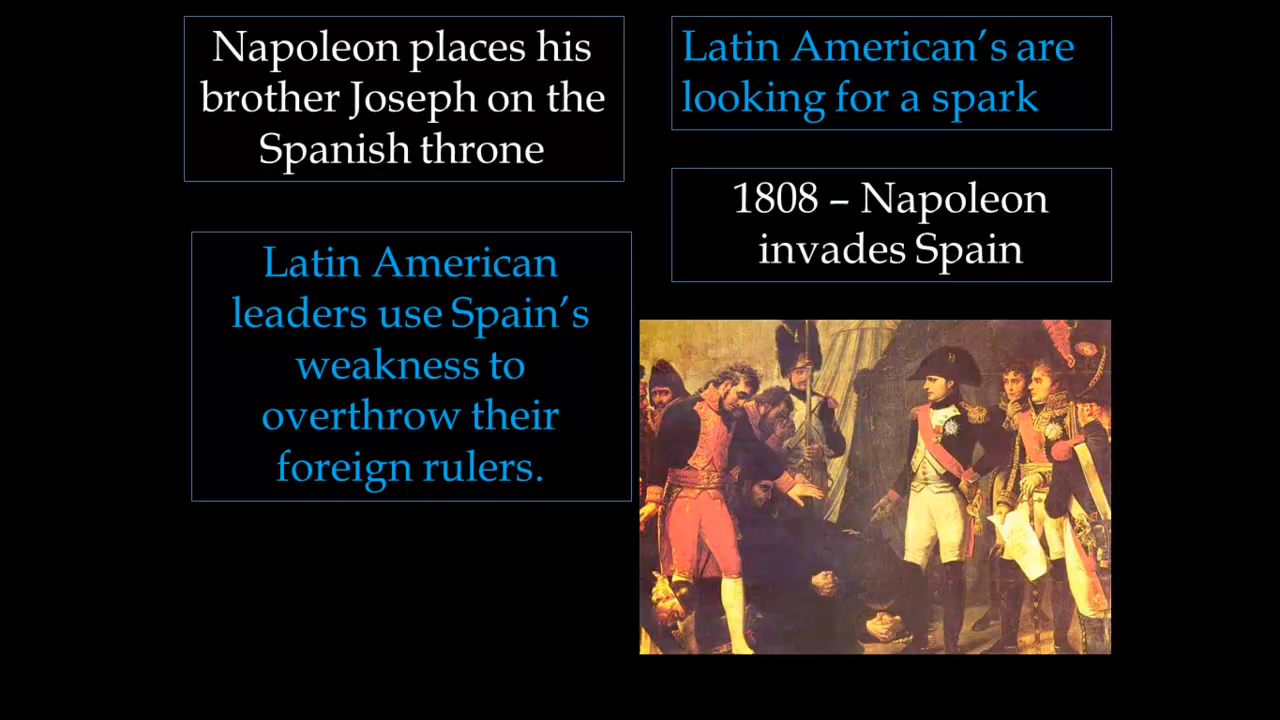 Napoleon places his
brother Joseph on the
Spanish throne
Latin American’s are
looking for a spark
1808 – Napoleon
invades Spain
Latin American
leaders use Spain’s
weakness to
overthrow their
foreign rulers.